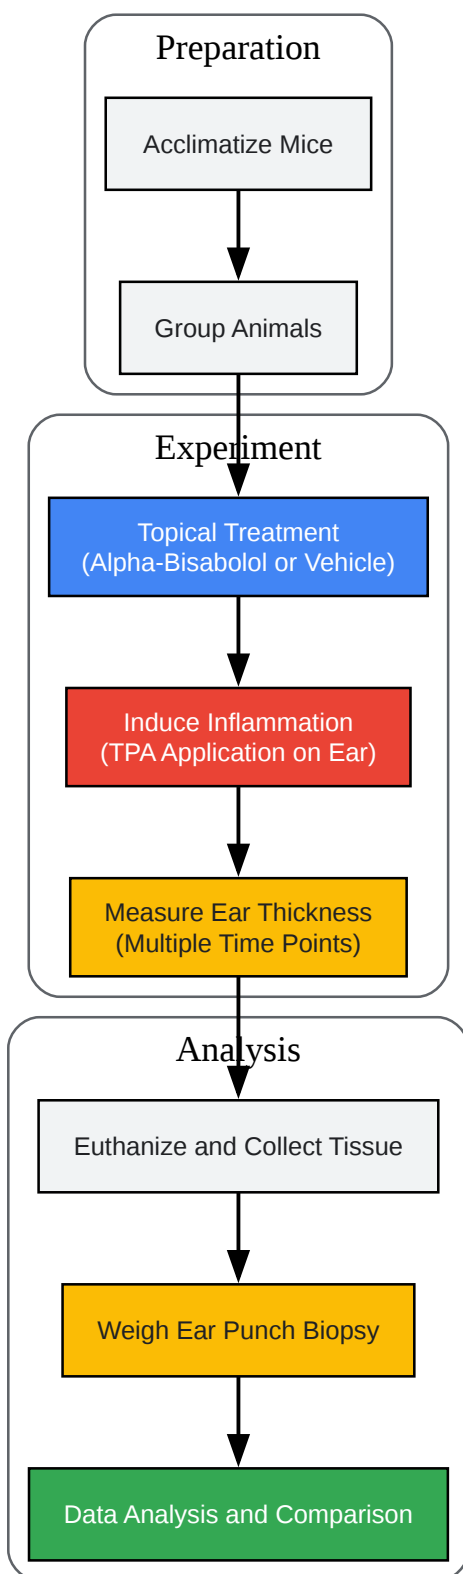 Preparation
Acclimatize Mice
Group Animals
Experiment
Topical Treatment
(Alpha-Bisabolol or Vehicle)
Induce Inflammation
(TPA Application on Ear)
Measure Ear Thickness
(Multiple Time Points)
Analysis
Euthanize and Collect Tissue
Weigh Ear Punch Biopsy
Data Analysis and Comparison